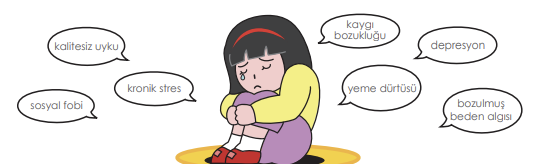 kaygı
bozukluğu
kalitesiz uyku
depresyon
kronik stres
yeme dürtüsü
sosyal fobi
bozulmuş
beden algısı